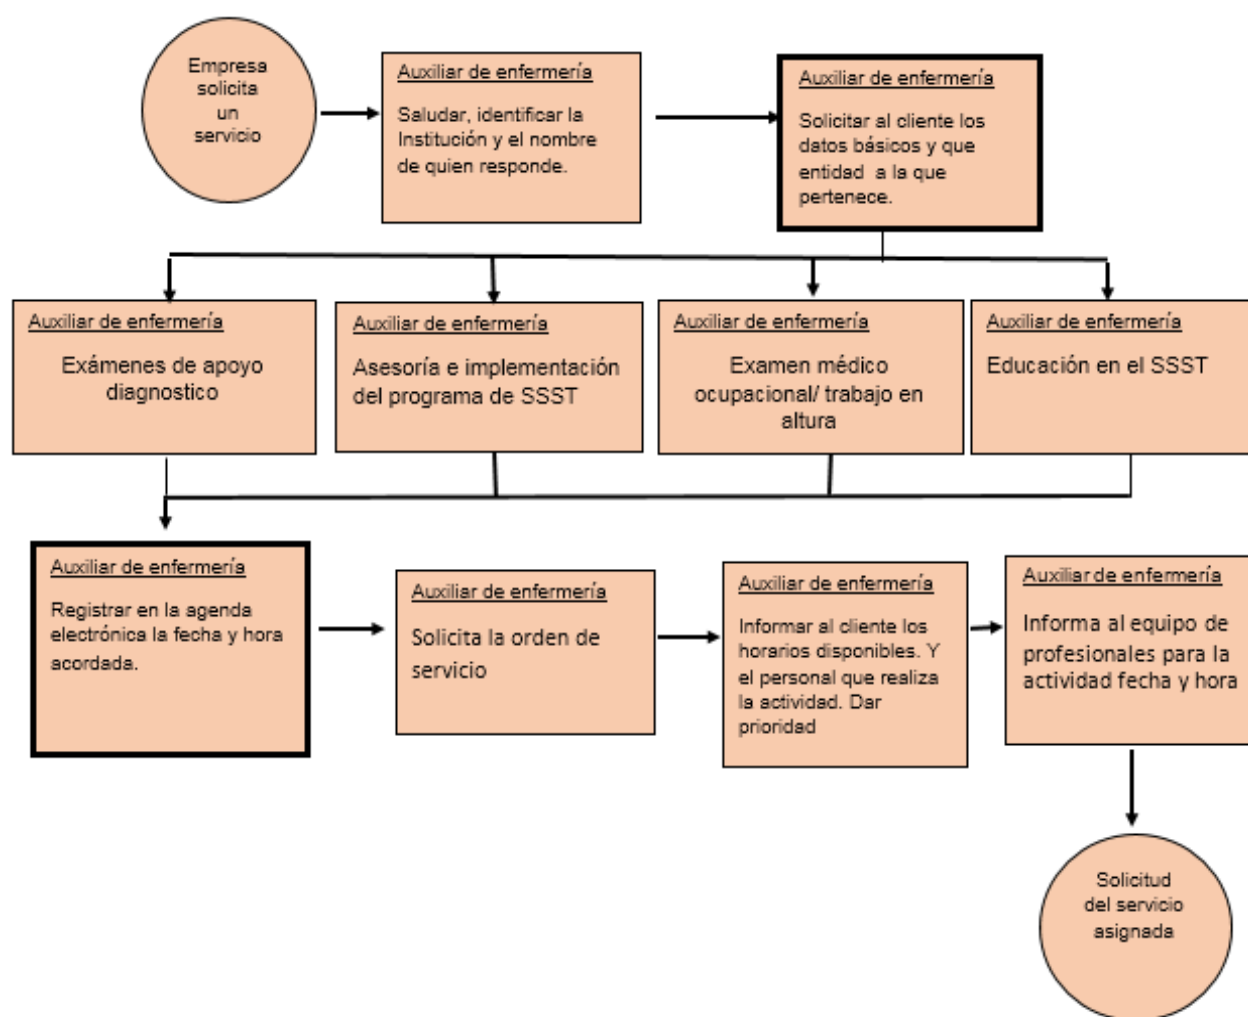 Empresa
solicita
un
servicio
Auxiliar de enfermería
Saludar, identificar la
Institución y el nombre
de quien responde.
Auxiliar de enfermería
Solicitar al cliente los
datos básicos y que
entidad  a la que
pertenece.
Auxiliar de enfermería
Exámenes de apoyo
diagnostico
Auxiliar de enfermería
Asesoría e implementación
del programa de SSST
Auxiliar de enfermería
Examen médico
ocupacional/ trabajo en
altura
Auxiliar de enfermería
Educación en el SSST
Auxiliar de enfermería
Registrar en la agenda
electrónica la fecha y hora
acordada.
Auxiliar de enfermería
Solicita la orden de
servicio
Auxiliar de enfermería
Informar al cliente los
horarios disponibles. Y
el personal que realiza
la actividad. Dar
prioridad
Auxiliar de enfermería
Informa al equipo de
profesionales para la
actividad fecha y hora
Solicitud
del servicio
asignada